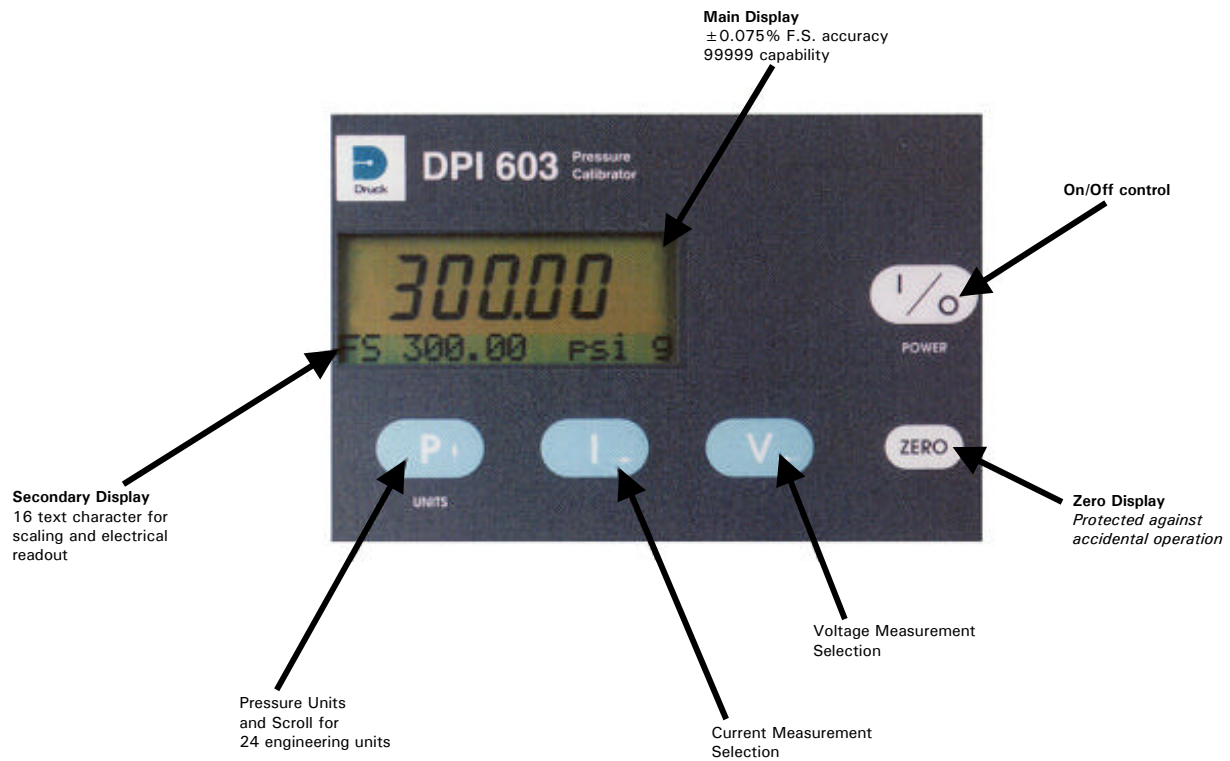 Main Display
±0.075% F.S. accuracy
99999 capability
Druck
DPI 603
Pressure
Calibrator
On/Off control
300.00
FS 300.00 psi g
I/O
POWER
P
I
V
ZERO
UNITS
Secondary Display
16 text character for
scaling and electrical
readout
Zero Display
Protected against
accidental operation
Voltage Measurement
Selection
Pressure Units
and Scroll for
24 engineering units
Current Measurement
Selection